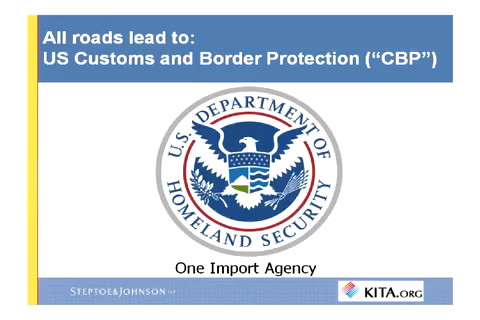 All roads lead to:
US Customs and Border Protection (“CBP”)
U.S. DEPARTMENT OF
HOMELAND SECURITY
One Import Agency
STEPTOE&JOHNSON LLP
KITA.ORG